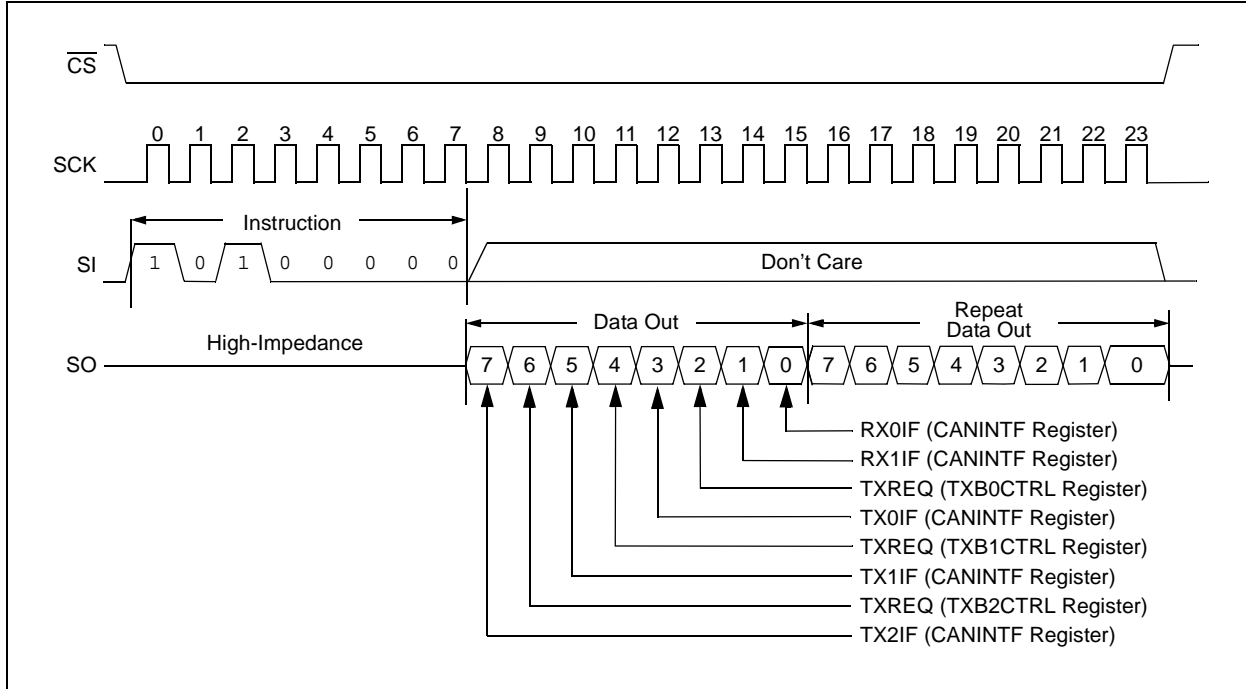 CS
0 1 2 3 4 5 6 7 8 9 10 11 12 13 14 15 16 17 18 19 20 21 22 23
SCK
Instruction
SI 1 0 1 0 0 0 0 0 Don't Care
Data Out
Repeat
Data Out
High-Impedance
SO 7 6 5 4 3 2 1 0 7 6 5 4 3 2 1 0
RX0IF (CANINTF Register)
RX1IF (CANINTF Register)
TXREQ (TXB0CTRL Register)
TX0IF (CANINTF Register)
TXREQ (TXB1CTRL Register)
TX1IF (CANINTF Register)
TXREQ (TXB2CTRL Register)
TX2IF (CANINTF Register)